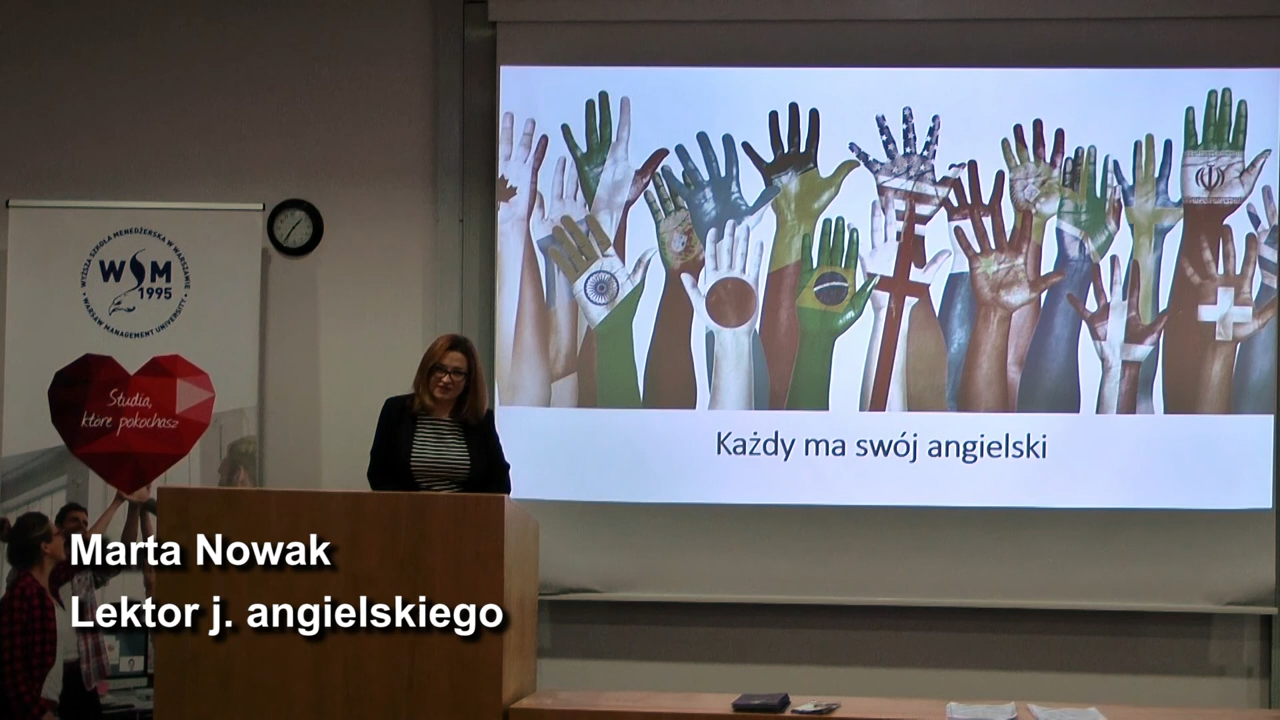 WYŻSZA SZKOŁA MENEDŻERSKA W WARSZAWIE
WSM
1995
WARSAW MANAGEMENT UNIVERSITY
Studia,
które pokochasz
Każdy ma swój angielski
Marta Nowak
Lektor j. angielskiego